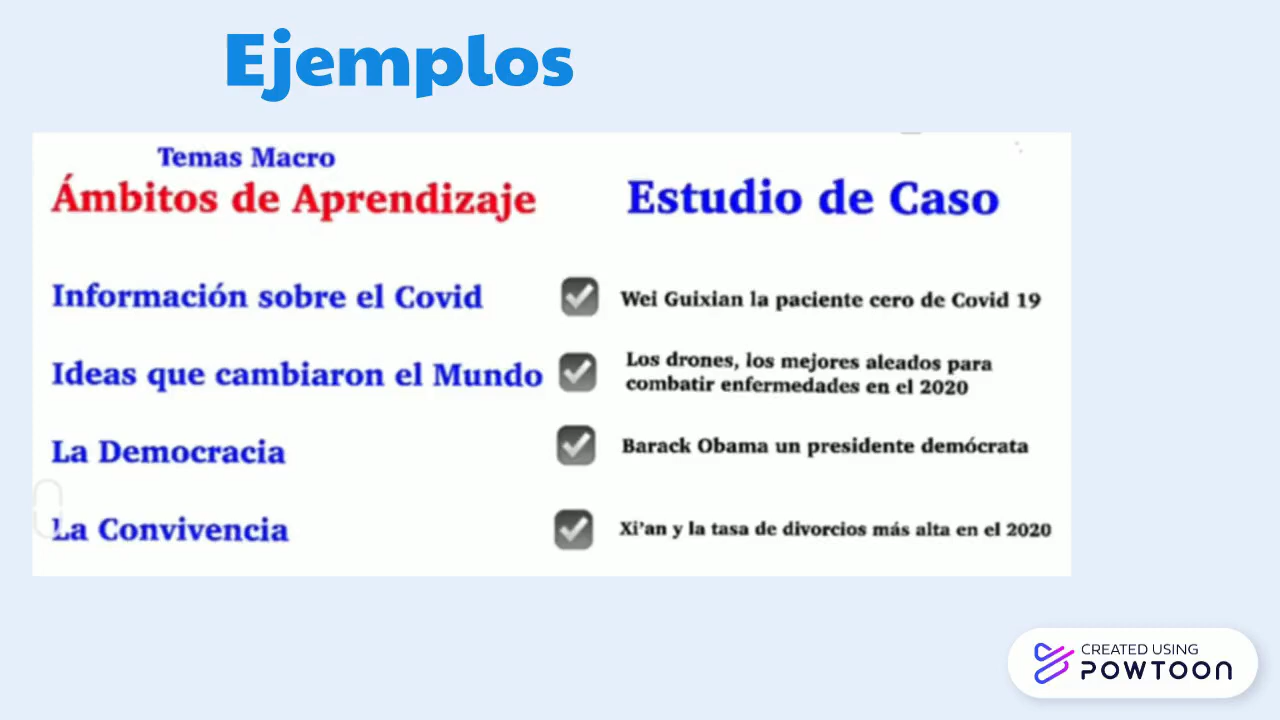 Ejemplos
Temas Macro
Ámbitos de Aprendizaje
Estudio de Caso
Información sobre el Covid
Wei Guixian la paciente cero de Covid 19
Ideas que cambiaron el Mundo
Los drones, los mejores aleados para
combatir enfermedades en el 2020
La Democracia
Barack Obama un presidente demócrata
La Convivencia
Xi'an y la tasa de divorcios más alta en el 2020
CREATED USING
POWTOON